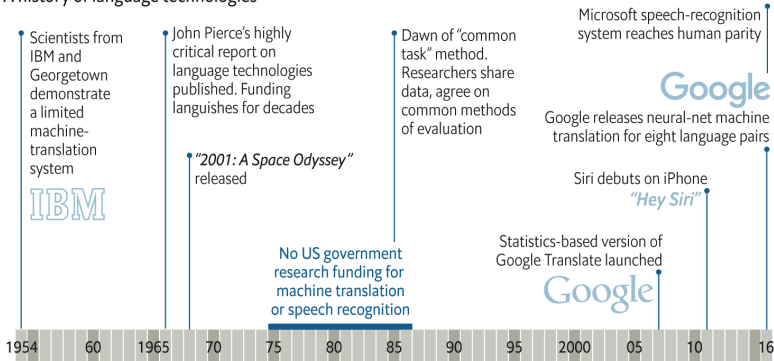 A history of language technologies
Scientists from
IBM and
Georgetown
demonstrate
a limited
machine-
translation
system
IBM
John Pierce's highly
critical report on
language technologies
published. Funding
languishes for decades
"2001: A Space Odyssey"
released
No US government
research funding for
machine translation
or speech recognition
Dawn of "common
task" method.
Researchers share
data, agree on
common methods
of evaluation
Statistics-based version of
Google Translate launched
Google
Siri debuts on iPhone
"Hey Siri"
Microsoft speech-recognition
system reaches human parity
Google
Google releases neural-net machine
translation for eight language pairs
1954 60 1965 70 75 80 85 90 95 2000 05 10 16